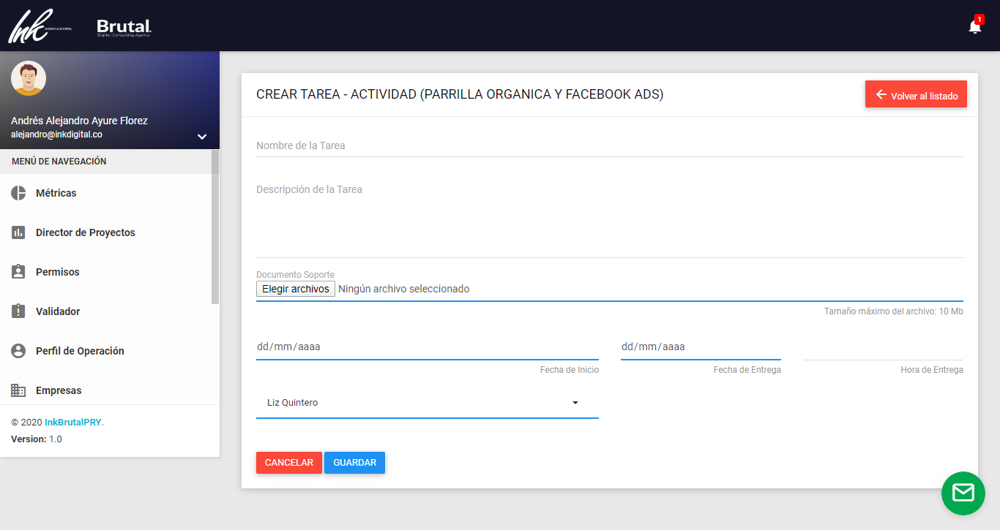 Ink
AGENCIA DIGITAL
Brutal.
Digital Consulting Agency
1
Andrés Alejandro Ayure Florez
alejandro@inkdigital.co
MENÚ DE NAVEGACIÓN
Métricas
Director de Proyectos
Permisos
Validador
Perfil de Operación
Empresas
© 2020 InkBrutalPRY.
Version: 1.0
CREAR TAREA - ACTIVIDAD (PARRILLA ORGANICA Y FACEBOOK ADS)
Volver al listado
Nombre de la Tarea
Descripción de la Tarea
Documento Soporte
Elegir archivos Ningún archivo seleccionado
Tamaño máximo del archivo: 10 Mb
dd/mm/aaaa dd/mm/aaaa
Fecha de Inicio Fecha de Entrega Hora de Entrega
Liz Quintero
CANCELAR GUARDAR